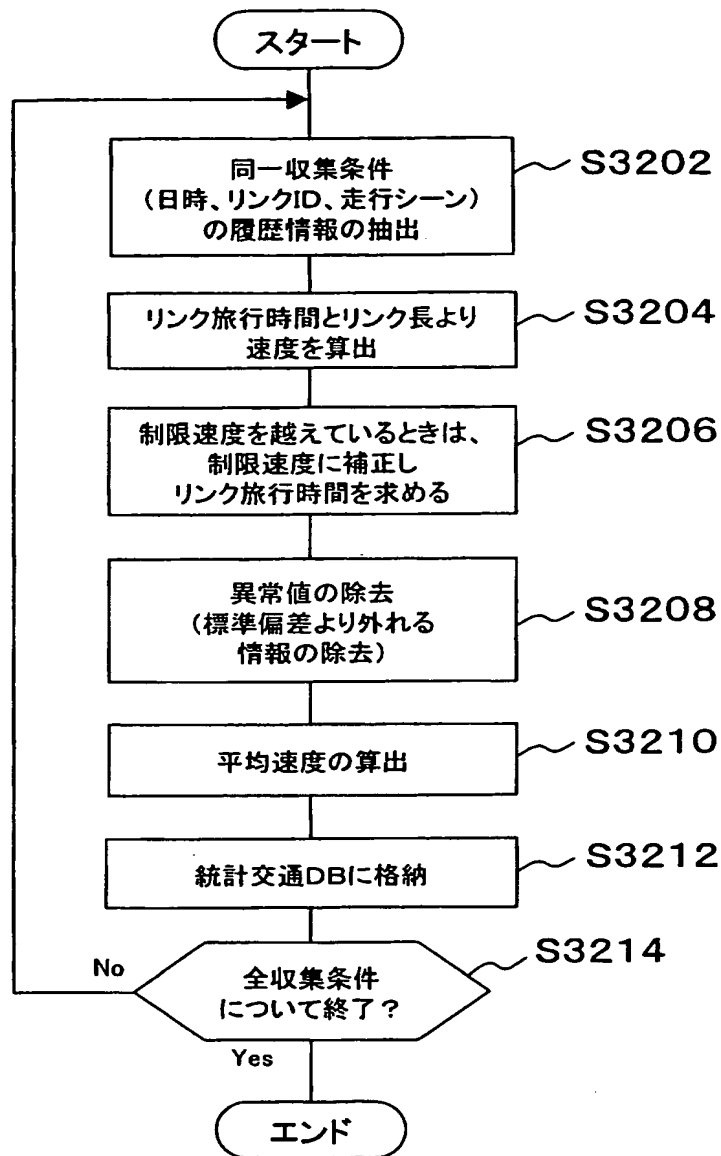 スタート
同一収集条件
（日時、リンクID、走行シーン）
の履歴情報の抽出
S3202
リンク旅行時間とリンク長より
速度を算出
S3204
制限速度を越えているときは、
制限速度に補正し
リンク旅行時間を求める
S3206
異常値の除去
（標準偏差より外れる
情報の除去）
S3208
平均速度の算出
S3210
統計交通DBに格納
S3212
全収集条件
について終了？
S3214
No
Yes
エンド